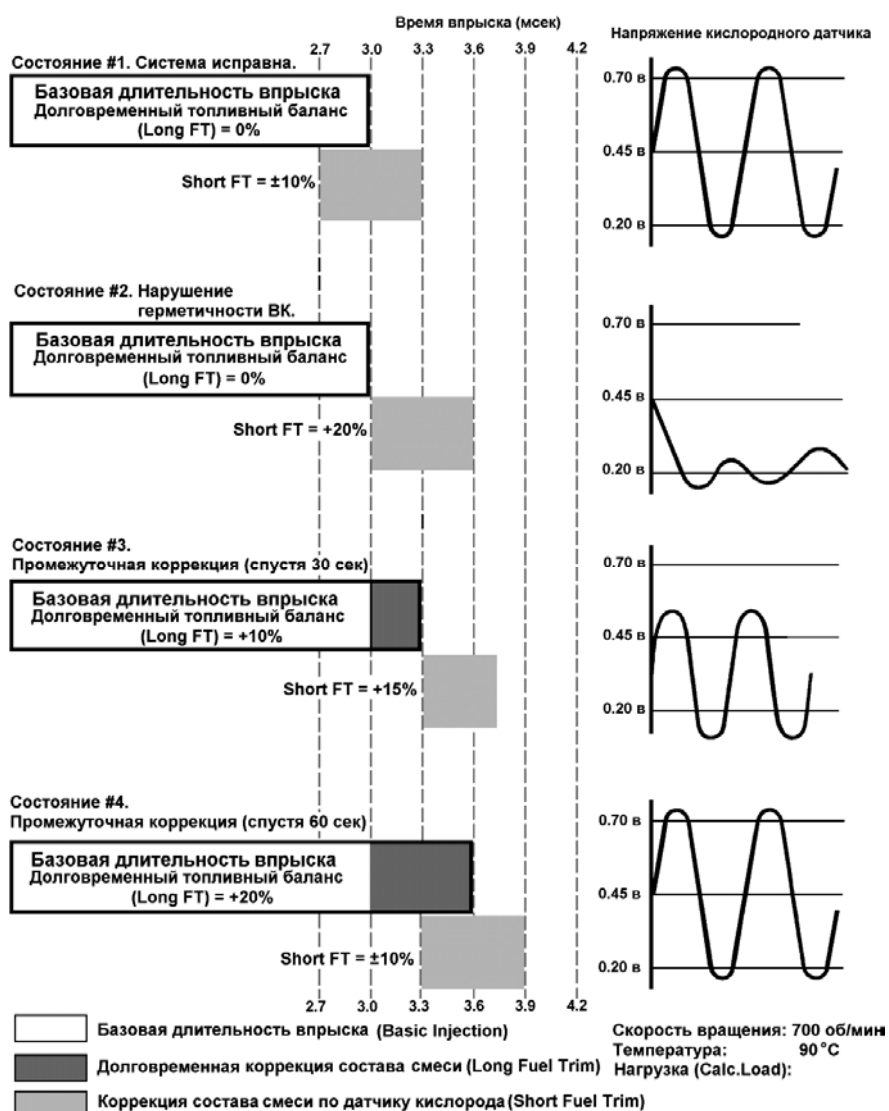 Время впрыска (мсек)
2.7 3.0 3.3 3.6 3.9 4.2
Напряжение кислородного датчика
Состояние #1. Система исправна.
Базовая длительность впрыска
Долговременный топливный баланс
(Long FT) = 0%
Short FT = ±10%
0.70 в
0.45 в
0.20 в
Состояние #2. Нарушение
герметичности ВК.
Базовая длительность впрыска
Долговременный топливный баланс
(Long FT) = 0%
Short FT = +20%
0.70 в
0.45 в
0.20 в
Состояние #3.
Промежуточная коррекция (спустя 30 сек)
Базовая длительность впрыска
Долговременный топливный баланс
(Long FT) = +10%
Short FT = +15%
0.70 в
0.45 в
0.20 в
Состояние #4.
Промежуточная коррекция (спустя 60 сек)
Базовая длительность впрыска
Долговременный топливный баланс
(Long FT) = +20%
Short FT = ±10%
0.70 в
0.45 в
0.20 в
2.7 3.0 3.3 3.6 3.9 4.2
Базовая длительность впрыска (Basic Injection)
Долговременная коррекция состава смеси (Long Fuel Trim)
Коррекция состава смеси по датчику кислорода (Short Fuel Trim)
Скорость вращения: 700 об/мин
Температура: 90 °C
Нагрузка (Calc.Load):